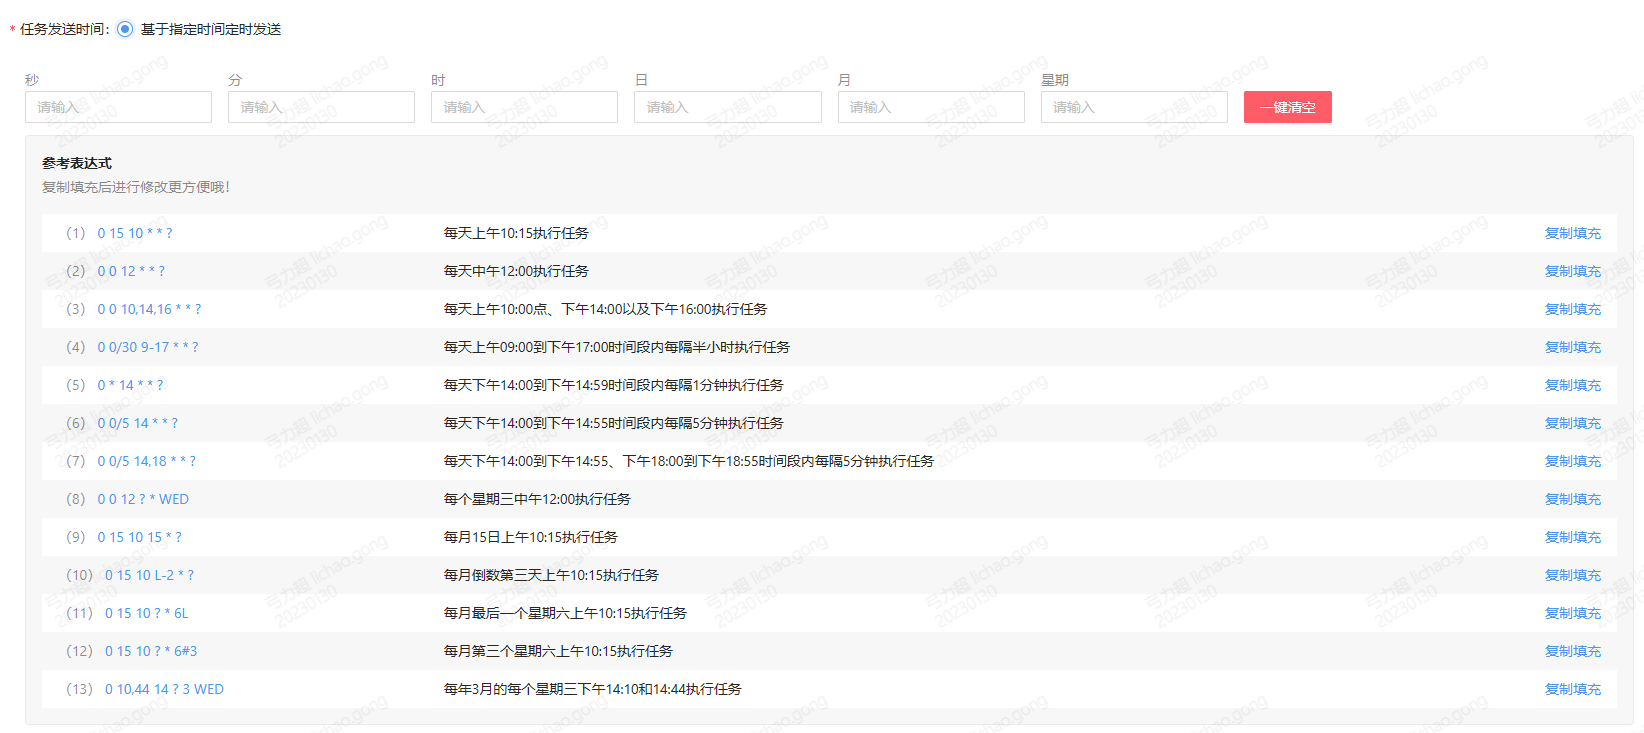 * 任务发送时间: 基于指定时间定时发送
秒 分 时 日 月 星期
请输入 请输入 请输入 请输入 请输入 请输入 一键清空
参考表达式
复制填充后进行修改更方便哦!
(1) 0 15 10 * * ? 每天上午10:15执行任务 复制填充
(2) 0 0 12 * * ? 每天中午12:00执行任务 复制填充
(3) 0 0 10,14,16 * * ? 每天上午10:00点、下午14:00以及下午16:00执行任务 复制填充
(4) 0 0/30 9-17 * * ? 每天上午09:00到下午17:00时间段内每隔半小时执行任务 复制填充
(5) 0 * 14 * * ? 每天下午14:00到下午14:59时间段内每隔1分钟执行任务 复制填充
(6) 0 0/5 14 * * ? 每天下午14:00到下午14:55时间段内每隔5分钟执行任务 复制填充
(7) 0 0/5 14,18 * * ? 每天下午14:00到下午14:55、下午18:00到下午18:55时间段内每隔5分钟执行任务 复制填充
(8) 0 0 12 ? * WED 每个星期三中午12:00执行任务 复制填充
(9) 0 15 10 15 * ? 每月15日上午10:15执行任务 复制填充
(10) 0 15 10 L-2 * ? 每月倒数第三天上午10:15执行任务 复制填充
(11) 0 15 10 ? * 6L 每月最后一个星期六上午10:15执行任务 复制填充
(12) 0 15 10 ? * 6#3 每月第三个星期六上午10:15执行任务 复制填充
(13) 0 10,44 14 ? 3 WED 每年3月的每个星期三下午14:10和14:44执行任务 复制填充
弓力超 lichao.gong
20230130